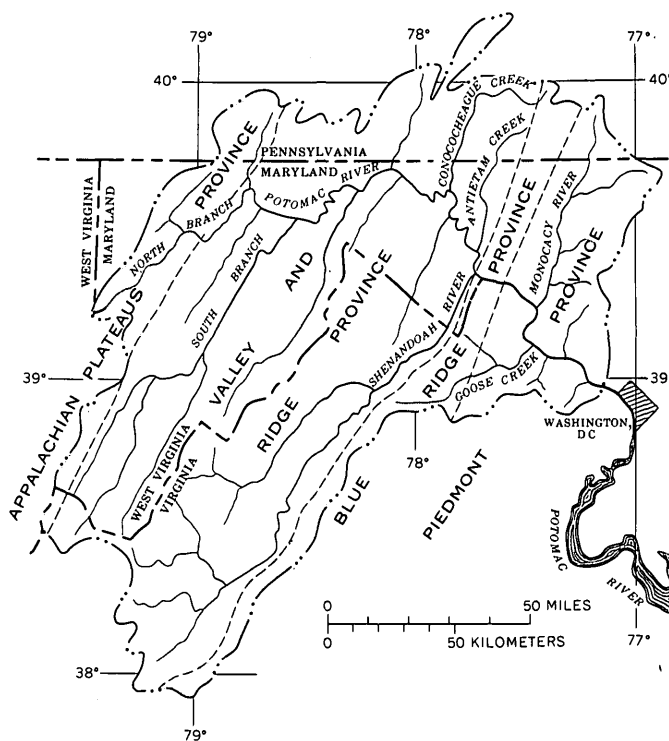 79°
78°
77°
40°
40°
CONOCOCHEAGUE CREEK
ANTIETAM CREEK
PENNSYLVANIA
MARYLAND
POTOMAC RIVER
WEST VIRGINIA
MARYLAND
NORTH BRANCH
SOUTH BRANCH
MONOCACY RIVER
SHENANDOAH RIVER
GOOSE CREEK
APPALACHIAN PLATEAUS PROVINCE
VALLEY AND
RIDGE PROVINCE
BLUE RIDGE PROVINCE
PIEDMONT PROVINCE
39°
39°
WASHINGTON,
DC
78°
WEST VIRGINIA
VIRGINIA
POTOMAC RIVER
0 50 MILES
0 50 KILOMETERS
77°
38°
79°